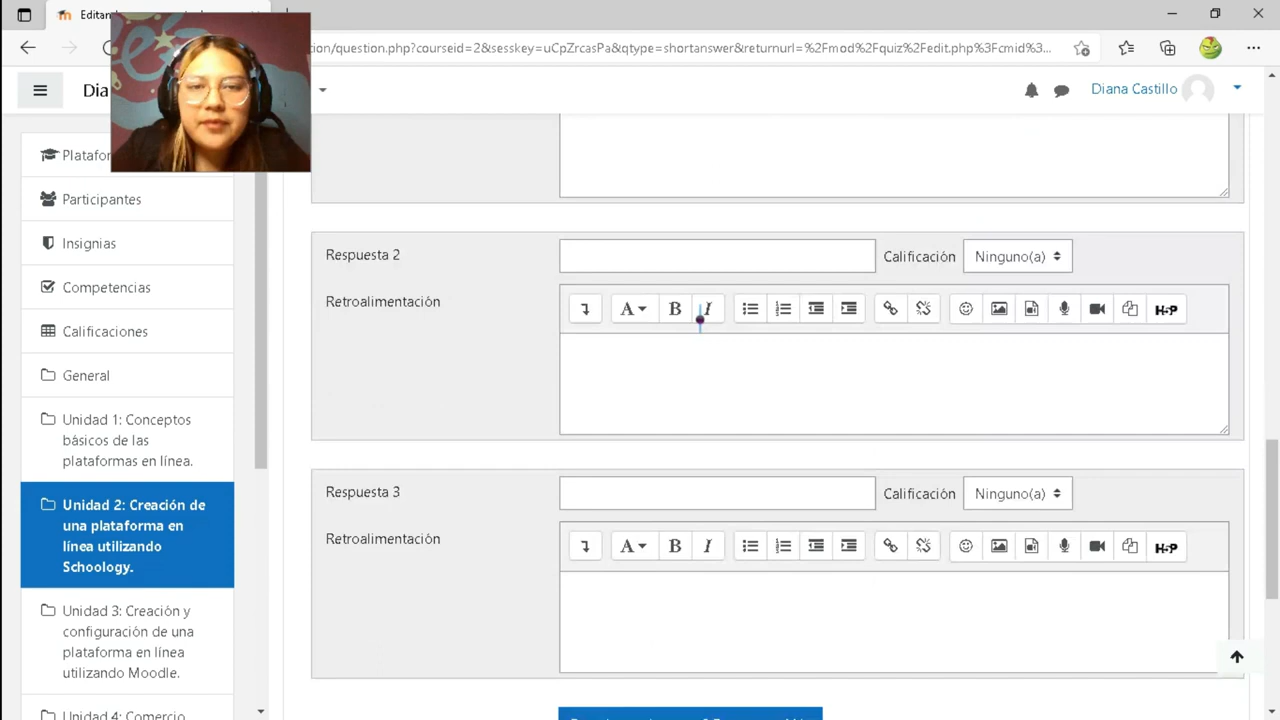 Editan
ion/question.php?courseid=2&sesskey=uCpZrcasPa&qtype=shortanswer&returnurl=%2Fmod%2Fquiz%2Fedit.php%3Fcmid%...
Dia
Diana Castillo
Platafor
Participantes
Insignias
Competencias
Calificaciones
General
Unidad 1: Conceptos
básicos de las
plataformas en línea.
Unidad 2: Creación de
una plataforma en
línea utilizando
Schoology.
Unidad 3: Creación y
configuración de una
plataforma en línea
utilizando Moodle.
Unidad 4: Comercio
Respuesta 2
Calificación
Ninguno(a)
Retroalimentación
A B I H-P
Respuesta 3
Calificación
Ninguno(a)
Retroalimentación
A B I H-P